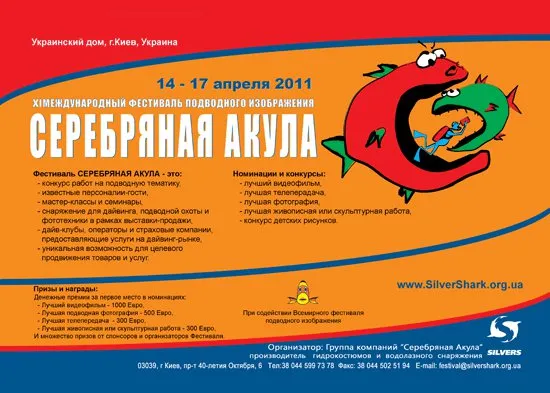 Украинский дом, г.Киев, Украина
14 - 17 апреля 2011
XI МЕЖДУНАРОДНЫЙ ФЕСТИВАЛЬ ПОДВОДНОГО ИЗОБРАЖЕНИЯ
СЕРЕБРЯНАЯ АКУЛА
Фестиваль СЕРЕБРЯНАЯ АКУЛА - это:
- конкурс работ на подводную тематику,
- известные персоналии-гости,
- мастер-классы и семинары,
- снаряжение для дайвинга, подводной охоты и
фототехники в рамках выставки-продажи,
- дайв-клубы, операторы и страховые компании,
предоставляющие услуги на дайвинг-рынке,
- уникальная возможность для целевого
продвижения товаров и услуг.
Номинации и конкурсы:
- лучший видеофильм,
- лучшая телепередача,
- лучшая фотография,
- лучшая живописная или скульптурная работа,
- конкурс детских рисунков.
www.SilverShark.org.ua
Призы и награды:
Денежные премии за первое место в номинациях:
- Лучший видеофильм - 1000 Евро,
- Лучшая подводная фотография - 500 Евро,
- Лучшая телепередача - 300 Евро,
- Лучшая живописная или скульптурная работа - 300 Евро.
И множество призов от спонсоров и организаторов Фестиваля.
При содействии Всемирного фестиваля
подводного изображения
Организатор: Группа компаний "Серебряная Акула"
производитель гидрокостюмов и водолазного снаряжения
SILVERS
03039, г Киев, пр-т 40-летия Октября, 6 Тел:38 044 599 73 78 Факс: 38 044 502 51 94 E-mail: festival@silvershark.org.ua